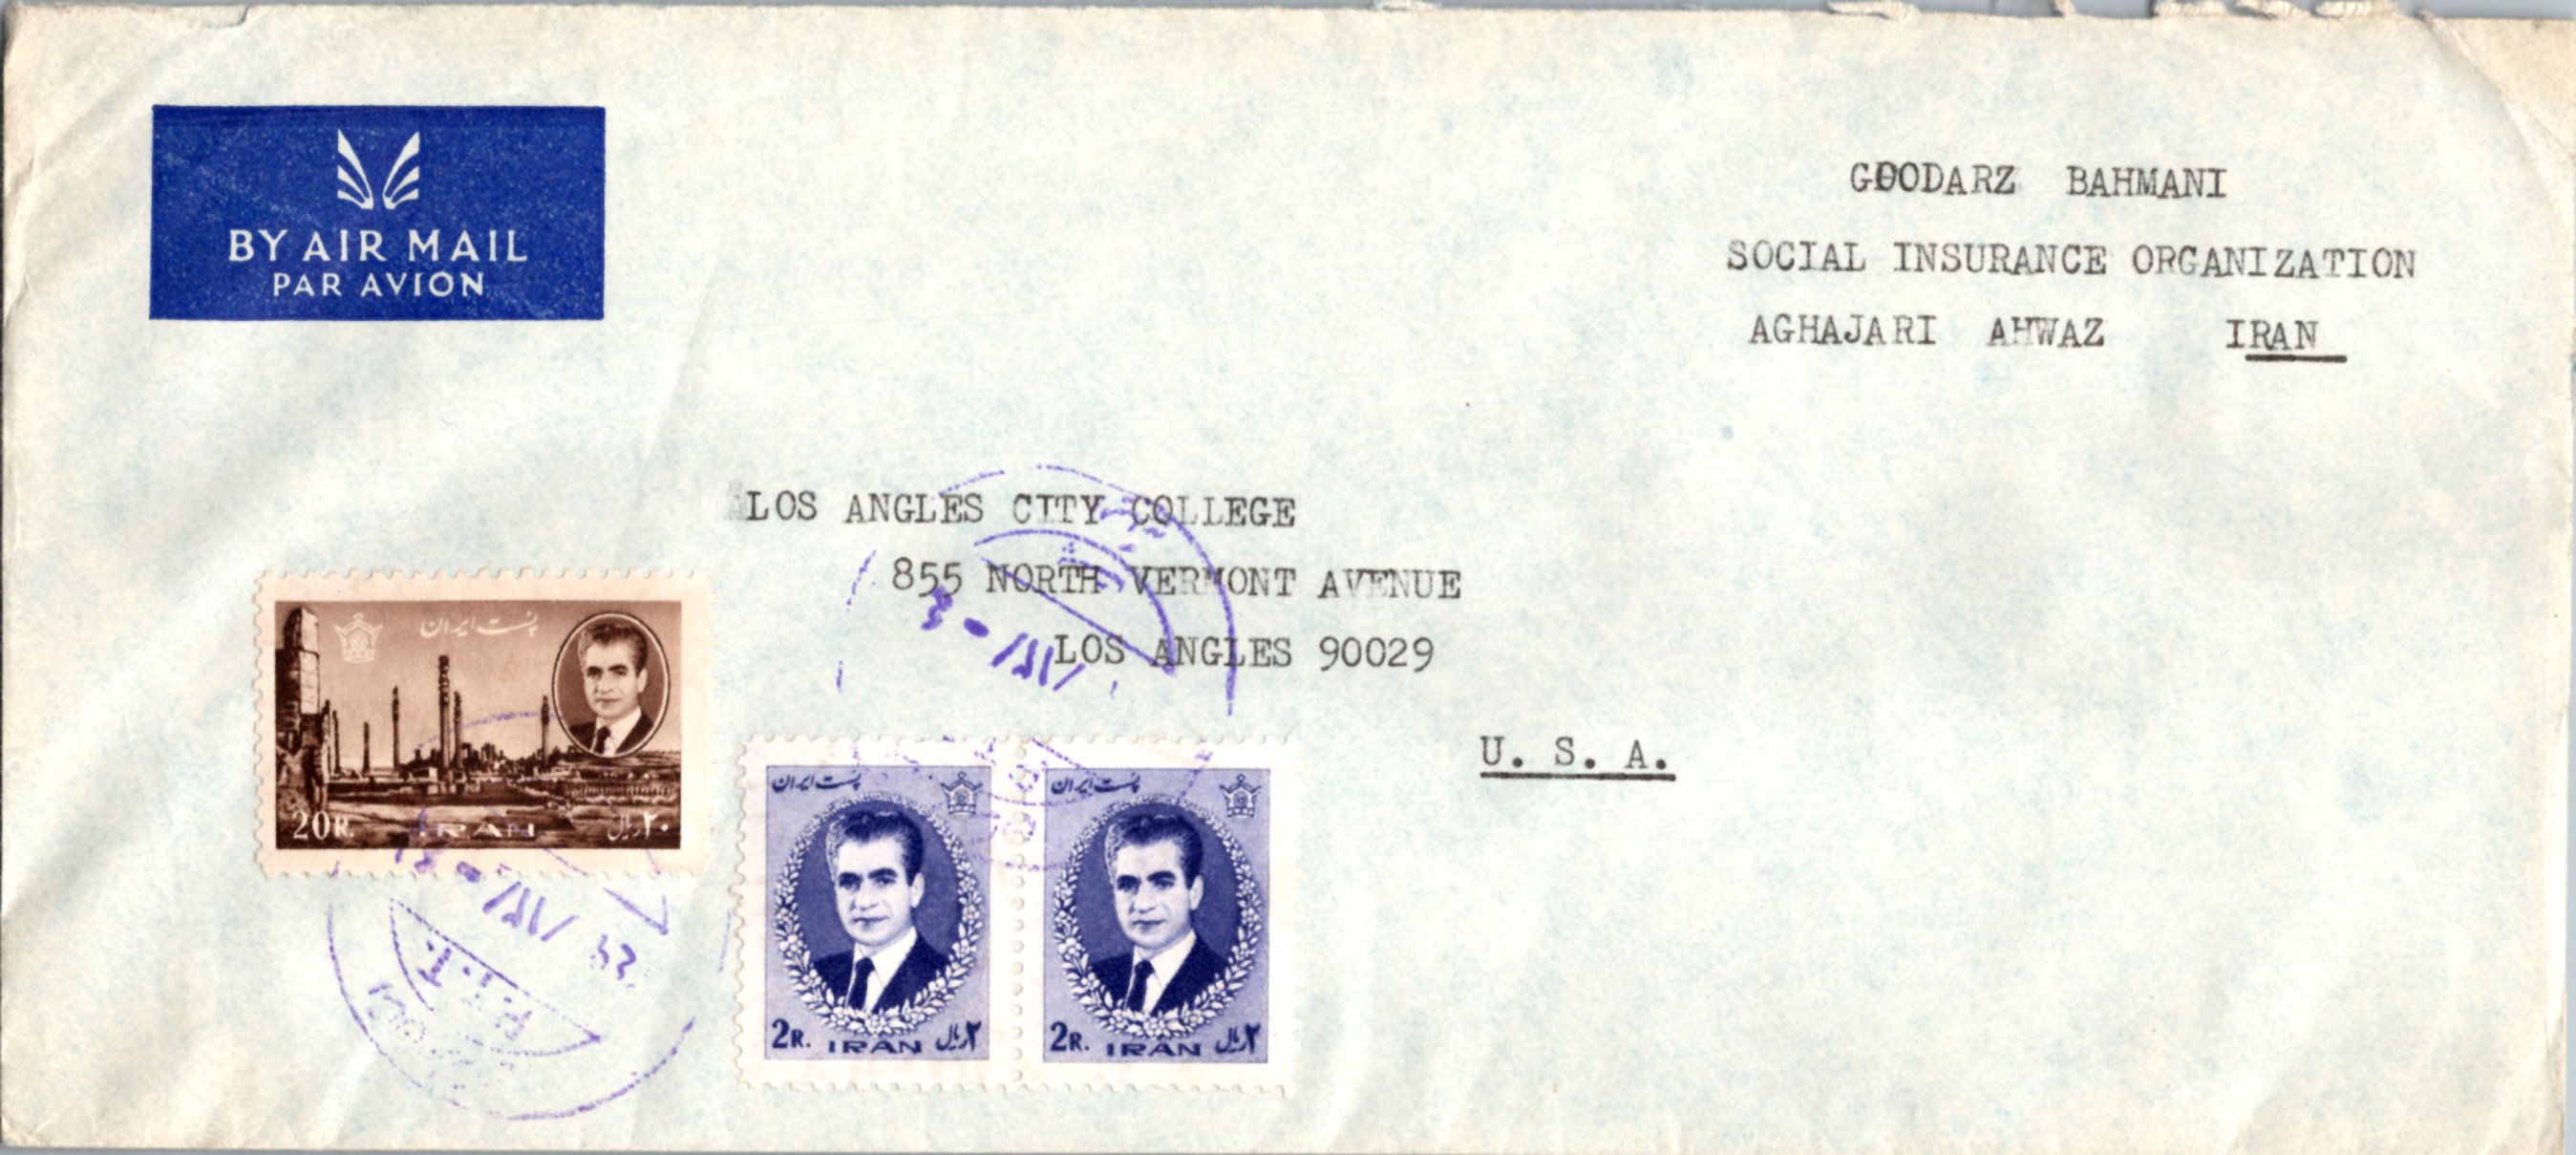 BY AIR MAIL
PAR AVION
GOODARZ BAHMANI
SOCIAL INSURANCE ORGANIZATION
AGHAJARI AHWAZ IRAN
LOS ANGLES CITY COLLEGE
855 NORTH VERMONT AVENUE
LOS ANGLES 90029
U. S. A.
پست ایران
20R. IRAN ۲۰ ریال
پست ایران
2R. IRAN ۲ ریال
پست ایران
2R. IRAN ۲ ریال
P.T.T.